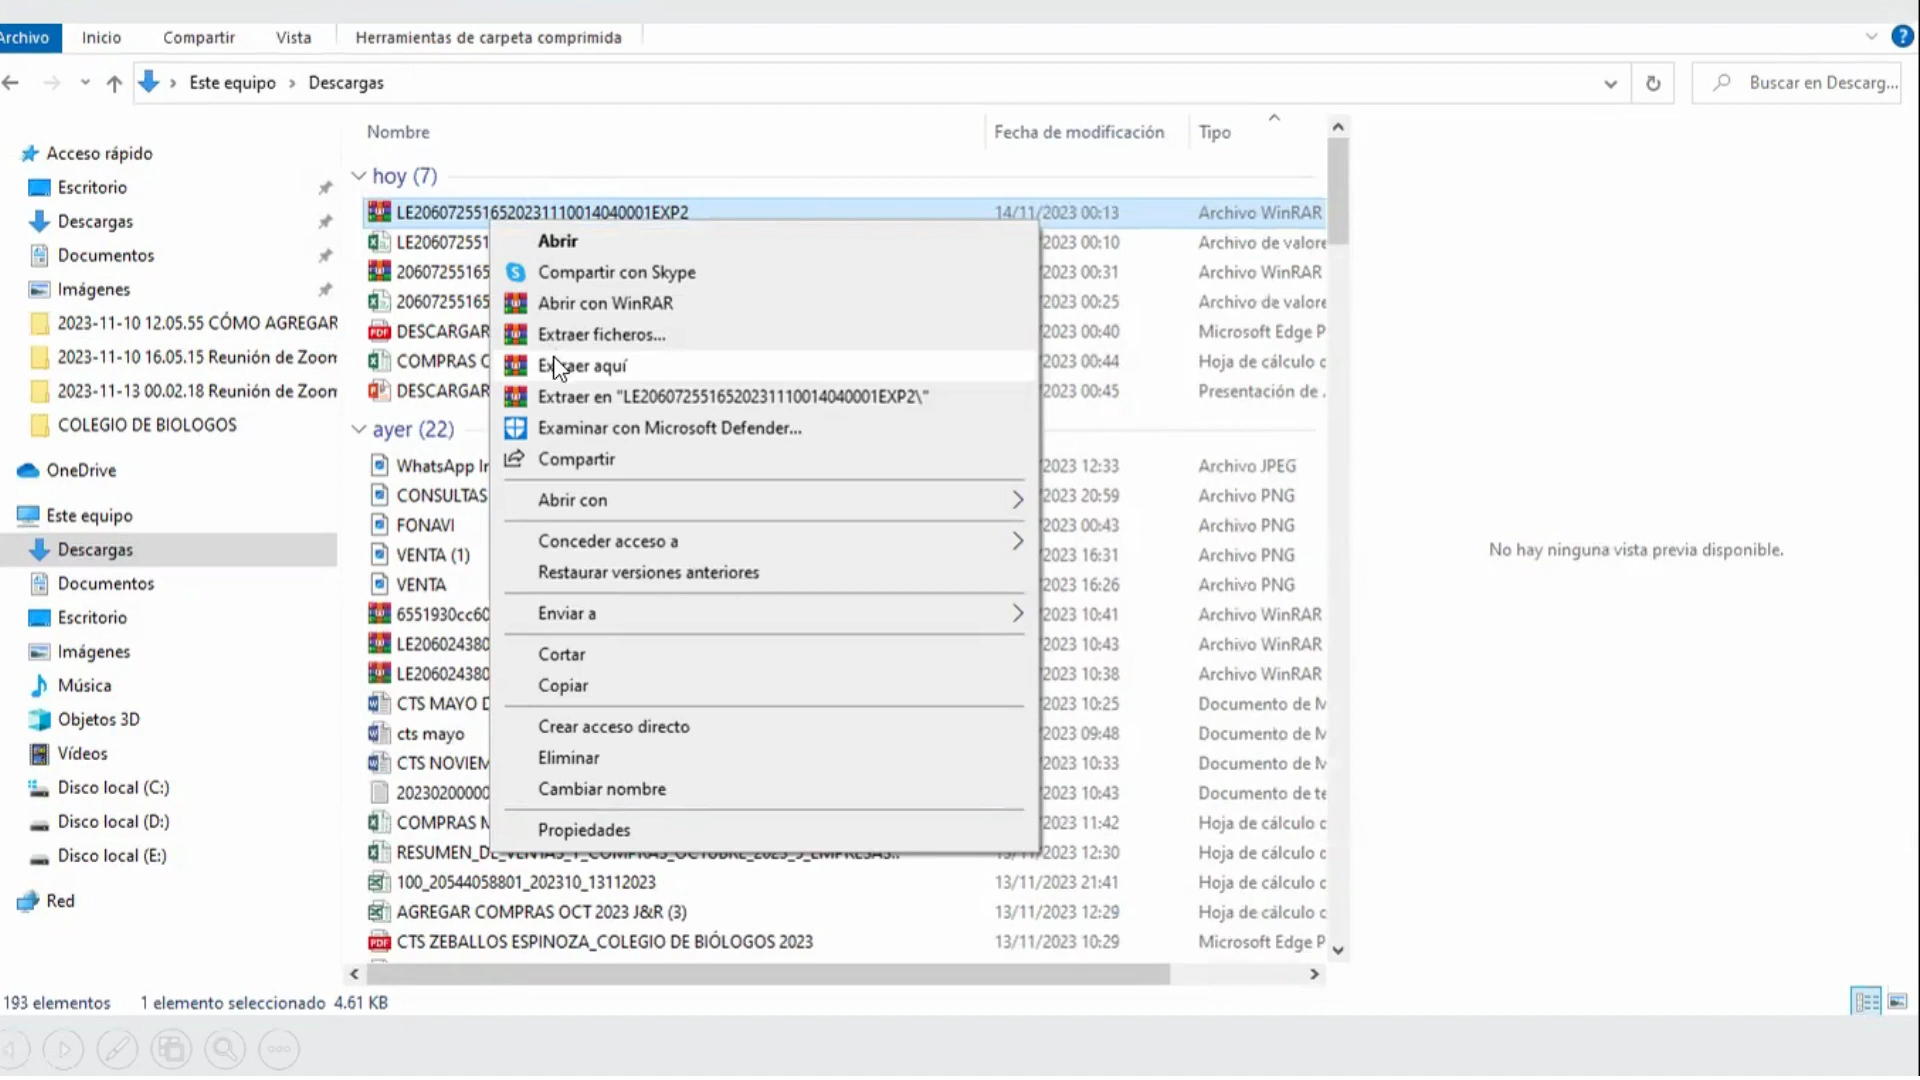 Archivo Inicio Compartir Vista Herramientas de carpeta comprimida
Este equipo Descargas Buscar en Descarg...
Nombre Fecha de modificación Tipo
Acceso rápido
Escritorio
Descargas
Documentos
Imágenes
2023-11-10 12.05.55 CÓMO AGREGAR
2023-11-10 16.05.15 Reunión de Zoom
2023-11-13 00.02.18 Reunión de Zoom
COLEGIO DE BIOLOGOS
OneDrive
Este equipo
Descargas
Documentos
Escritorio
Imágenes
Música
Objetos 3D
Vídeos
Disco local (C:)
Disco local (D:)
Disco local (E:)
Red
hoy (7)
LE2060725516520231110014040001EXP2 14/11/2023 00:13 Archivo WinRAR
LE206072551 2023 00:10 Archivo de valore
2060725516 2023 00:31 Archivo WinRAR
2060725516 2023 00:25 Archivo de valore
DESCARGAR 2023 00:40 Microsoft Edge P
COMPRAS 2023 00:44 Hoja de cálculo
DESCARGAR 2023 00:45 Presentación de
ayer (22)
WhatsApp 2023 12:33 Archivo JPEG
CONSULTAS 2023 20:59 Archivo PNG
FONAVI 2023 00:43 Archivo PNG
VENTA (1) 2023 16:31 Archivo PNG
VENTA 2023 16:26 Archivo PNG
6551930cc60 2023 10:41 Archivo WinRAR
LE206024380 2023 10:43 Archivo WinRAR
LE206024380 2023 10:38 Archivo WinRAR
CTS MAYO 2023 10:25 Documento de M
cts mayo 2023 09:48 Documento de M
CTS NOVIEM 2023 10:33 Documento de M
20230200000 2023 10:43 Documento de te
COMPRAS 2023 11:42 Hoja de cálculo
13/11/2023 12:30 Hoja de cálculo
100_20544058801_202310_13112023 13/11/2023 21:41 Hoja de cálculo
AGREGAR COMPRAS OCT 2023 J&R (3) 13/11/2023 12:29 Hoja de cálculo
CTS ZEBALLOS ESPINOZA_COLEGIO DE BIÓLOGOS 2023 13/11/2023 10:29 Microsoft Edge P
Abrir
Compartir con Skype
Abrir con WinRAR
Extraer ficheros...
Extraer aquí
Extraer en "LE2060725516520231110014040001EXP2\"
Examinar con Microsoft Defender...
Compartir
Abrir con
Conceder acceso a
Restaurar versiones anteriores
Enviar a
Cortar
Copiar
Crear acceso directo
Eliminar
Cambiar nombre
Propiedades
No hay ninguna vista previa disponible.
193 elementos 1 elemento seleccionado 4.61 KB